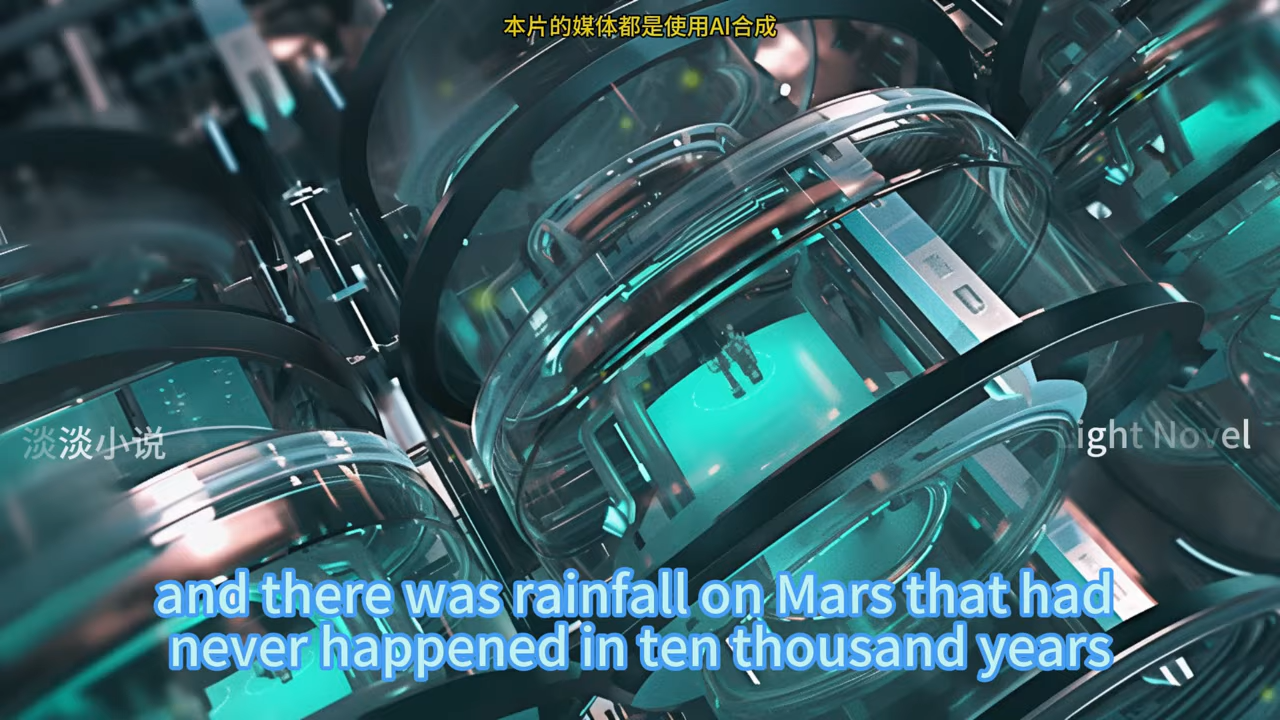 本片的媒体都是使用AI合成
淡淡小说
ight Novel
and there was rainfall on Mars that had
never happened in ten thousand years